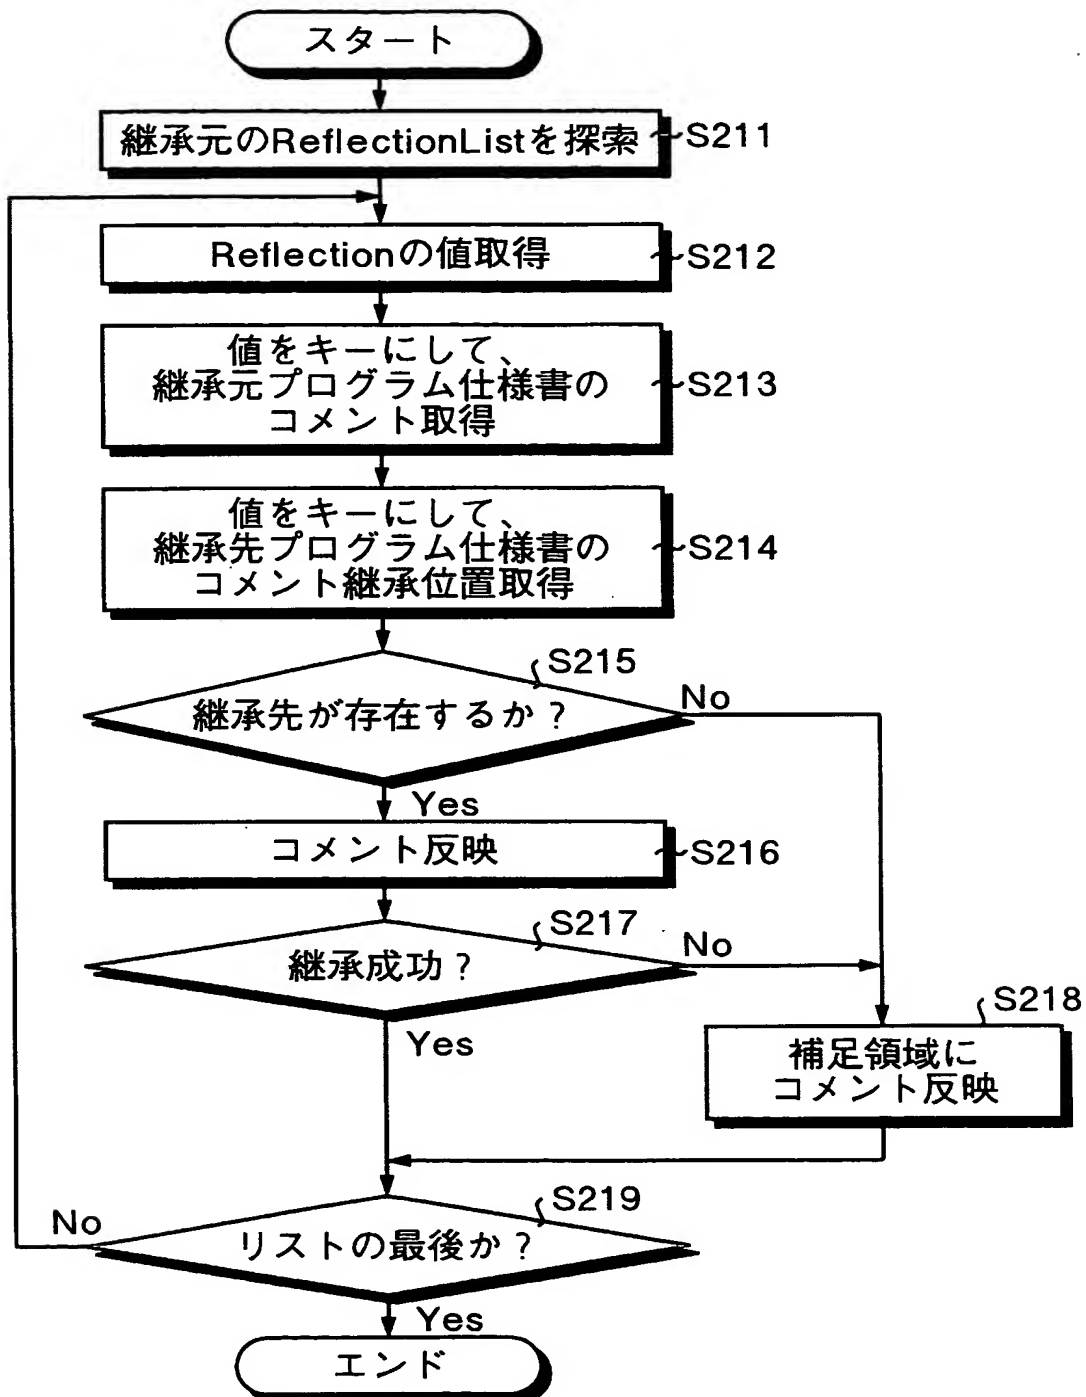 スタート
継承元のReflectionListを探索
S211
Reflectionの値取得
S212
値をキーにして、
継承元プログラム仕様書の
コメント取得
S213
値をキーにして、
継承先プログラム仕様書の
コメント継承位置取得
S214
S215
継承先が存在するか?
No
Yes
コメント反映
S216
S217
継承成功?
No
Yes
S218
補足領域に
コメント反映
S219
リストの最後か?
No
Yes
エンド